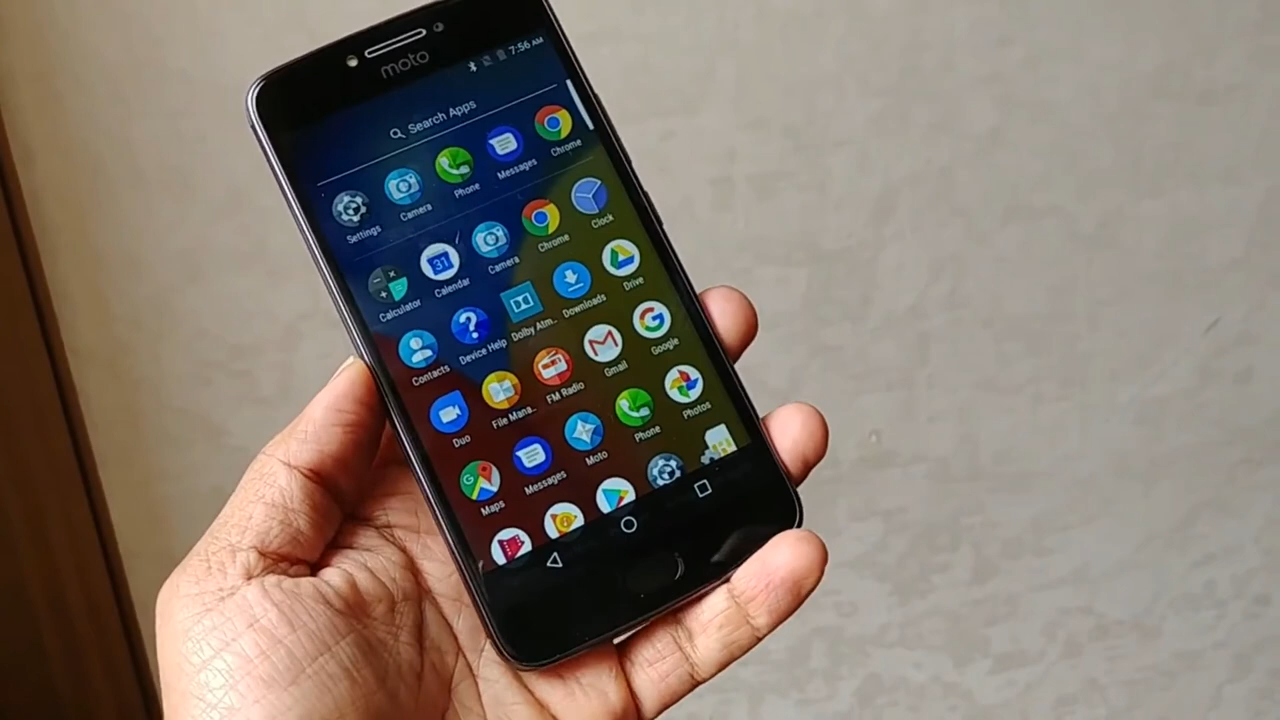 moto
7:56 AM
Search Apps
Settings Camera Phone Messages Chrome
Calculator Calendar Camera Chrome Clock
31
Contacts Device Help Dolby Atm.. Downloads Drive
Duo File Mana.. FM Radio Gmail Google
Maps Messages Moto Phone Photos